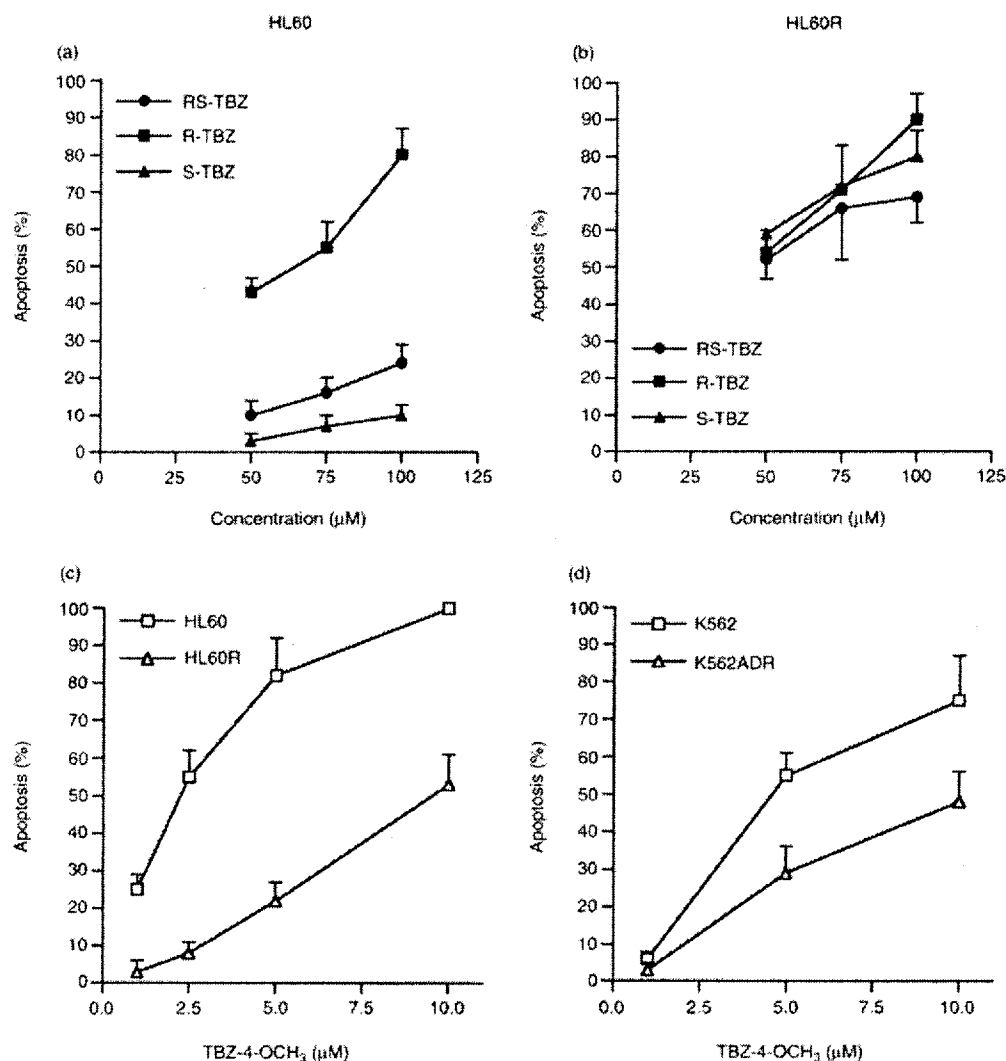 HL60
HL60R
(a)
100
90
80
70
60
50
40
30
20
10
0
Apoptosis (%)
RS-TBZ
R-TBZ
S-TBZ
0 25 50 75 100 125
Concentration (μM)
(b)
100
90
80
70
60
50
40
30
20
10
0
Apoptosis (%)
RS-TBZ
R-TBZ
S-TBZ
0 25 50 75 100 125
Concentration (μM)
(c)
100
90
80
70
60
50
40
30
20
10
0
Apoptosis (%)
HL60
HL60R
0.0 2.5 5.0 7.5 10.0
TBZ-4-OCH₃ (μM)
(d)
100
90
80
70
60
50
40
30
20
10
0
Apoptosis (%)
K562
K562ADR
0.0 2.5 5.0 7.5 10.0
TBZ-4-OCH₃ (μM)